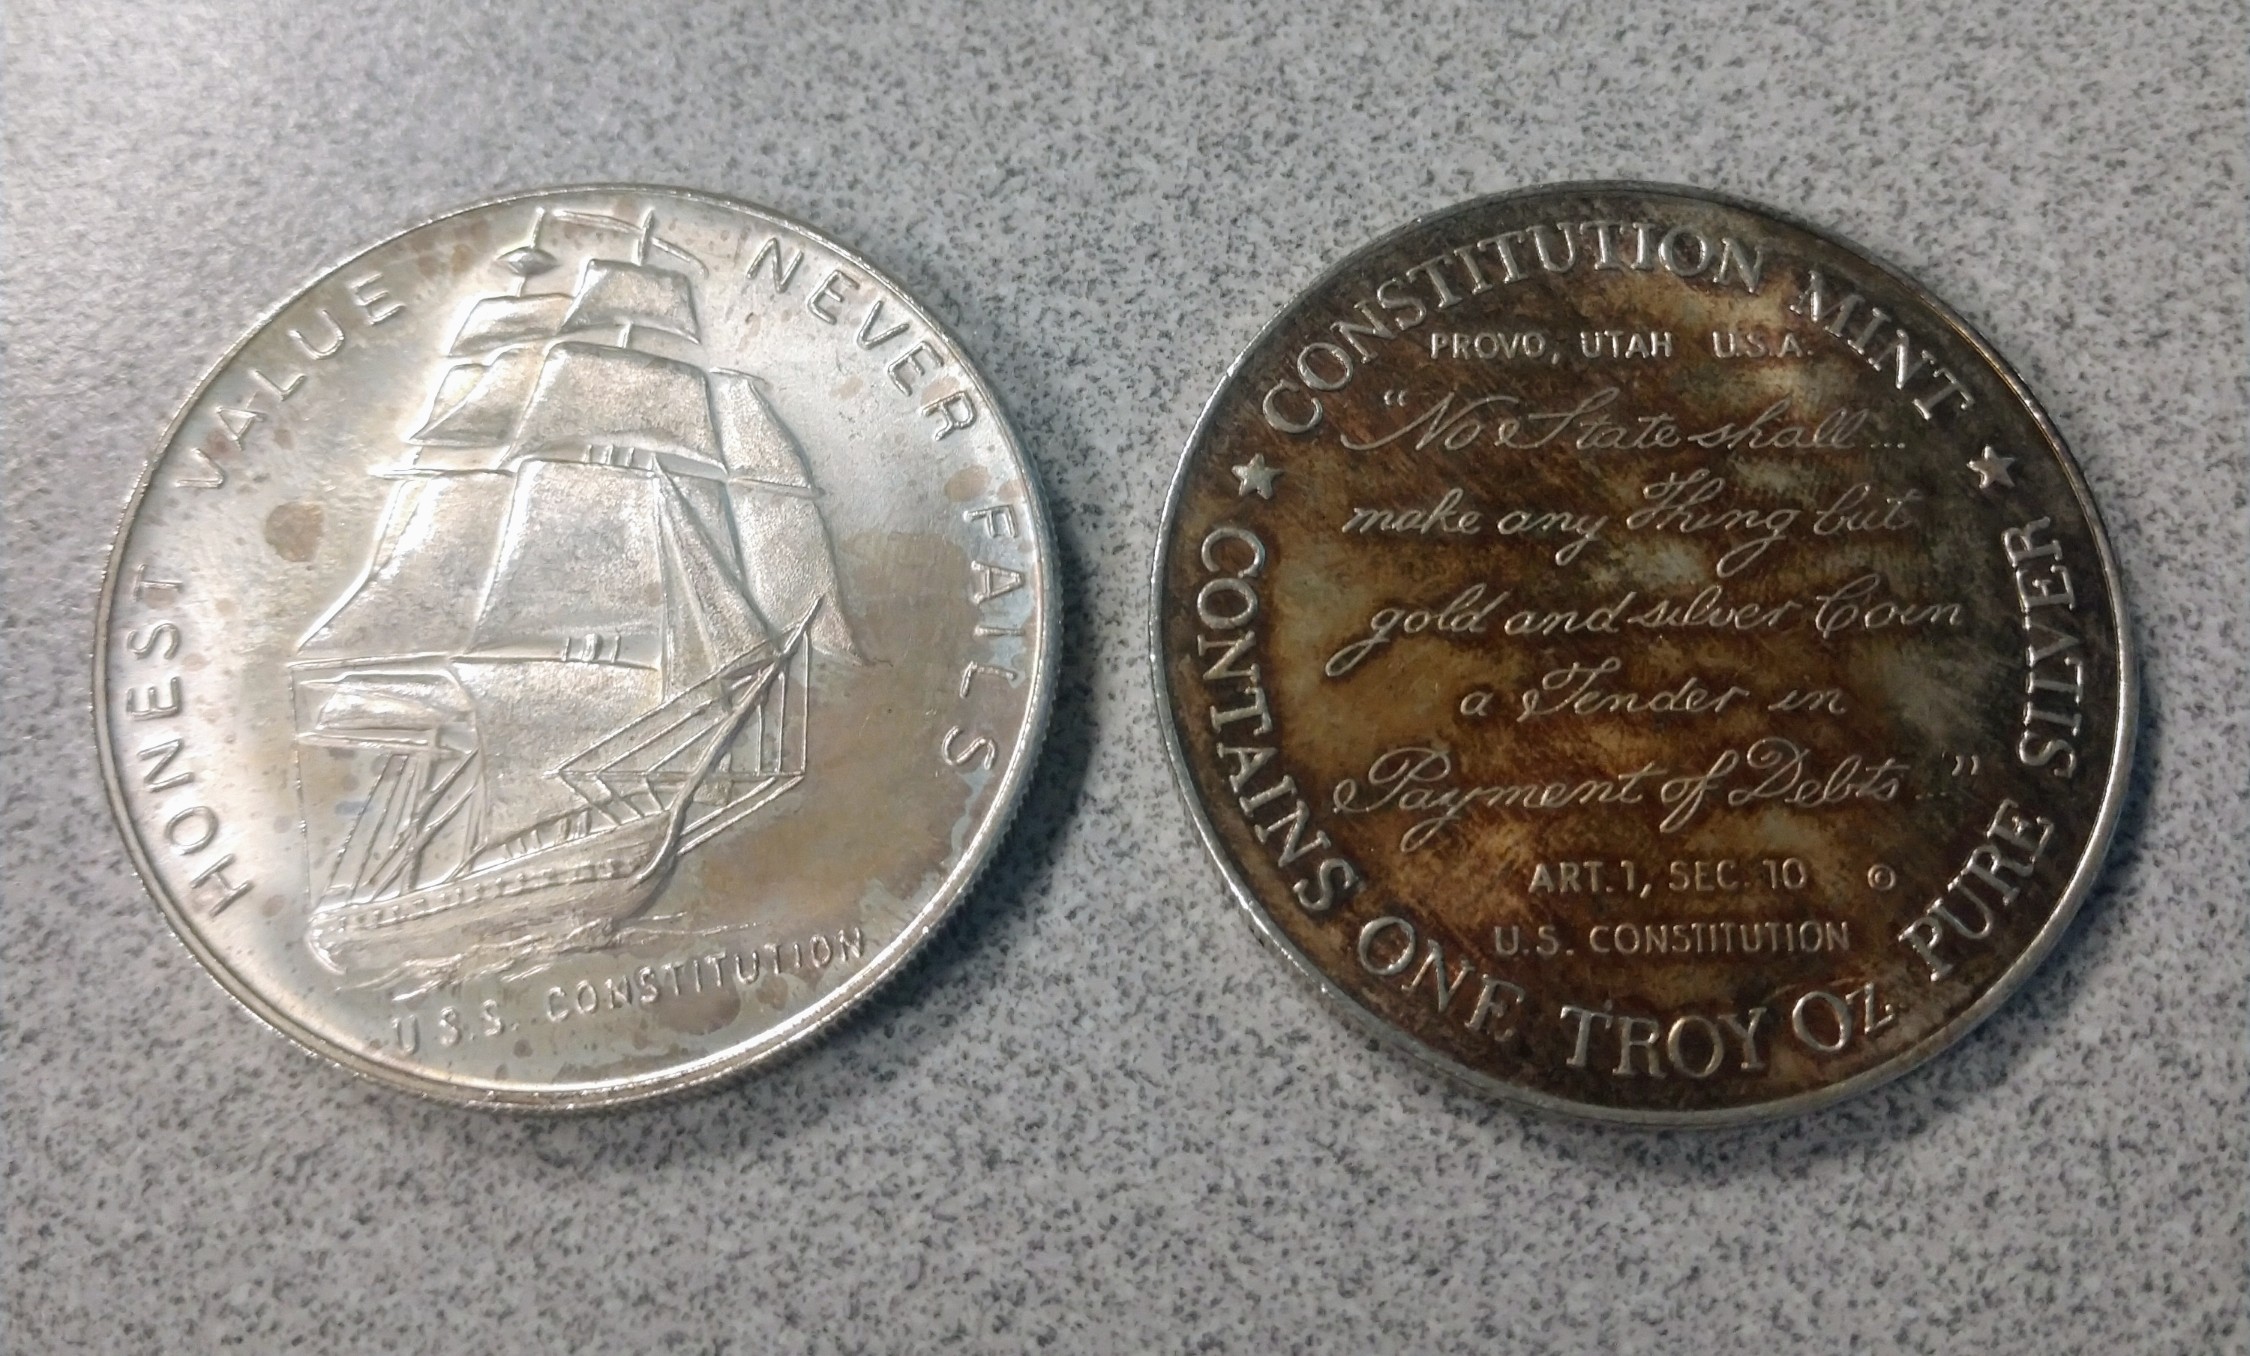 HONEST VALUE NEVER FAILS
U.S.S. CONSTITUTION
CONSTITUTION MINT
PROVO, UTAH U.S.A.
"No State shall...
make any Thing but
gold and silver Coin
a Tender in
Payment of Debts..."
ART. 1, SEC. 10 ©
U.S. CONSTITUTION
CONTAINS ONE TROY OZ. PURE SILVER